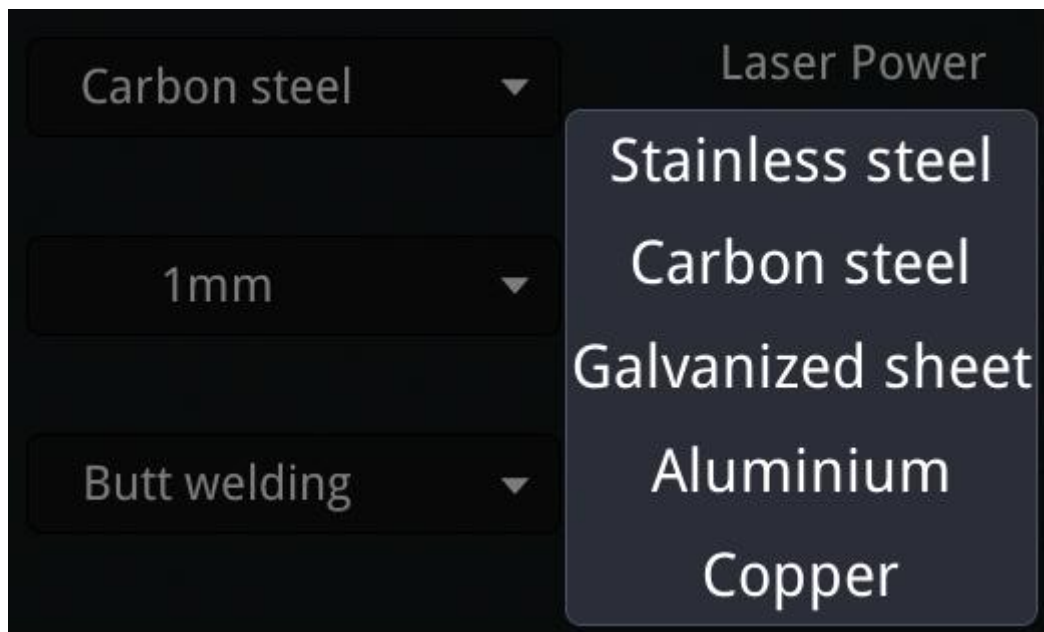 Carbon steel
1mm
Butt welding
Laser Power
Stainless steel
Carbon steel
Galvanized sheet
Aluminium
Copper